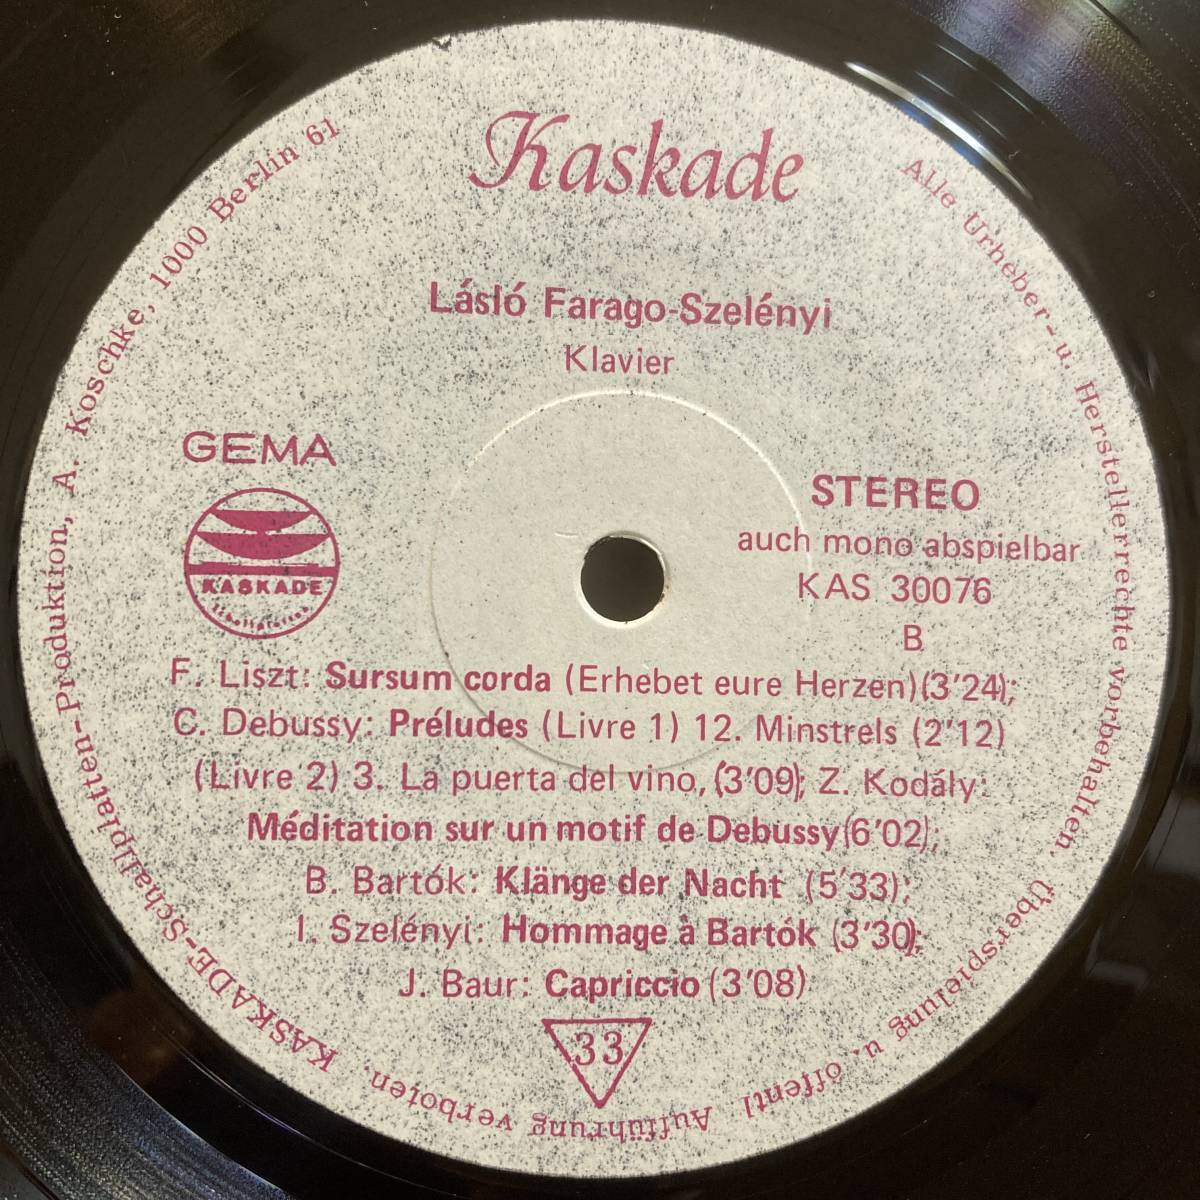 Kaskade
Lásló Farago-Szelényi
Klavier
GEMA
KASKADE
Schallplatten
STEREO
auch mono abspielbar
KAS 30076
B
F. Liszt: Sursum corda (Erhebet eure Herzen)(3'24);
C. Debussy: Préludes (Livre 1) 12. Minstrels (2'12)
(Livre 2) 3. La puerta del vino, (3'09); Z. Kodály:
Méditation sur un motif de Debussy(6'02);
B. Bartók: Klänge der Nacht (5'33);
I. Szelényi: Hommage à Bartók (3'30);
J. Baur: Capriccio (3'08)
33
Alle Urheber- u. Herstellerrechte vorbehalten. Überspielung u. öffentl Aufführung verboten. KASKADE-Schallplatten-Produktion, A. Koschke, 1000 Berlin 61